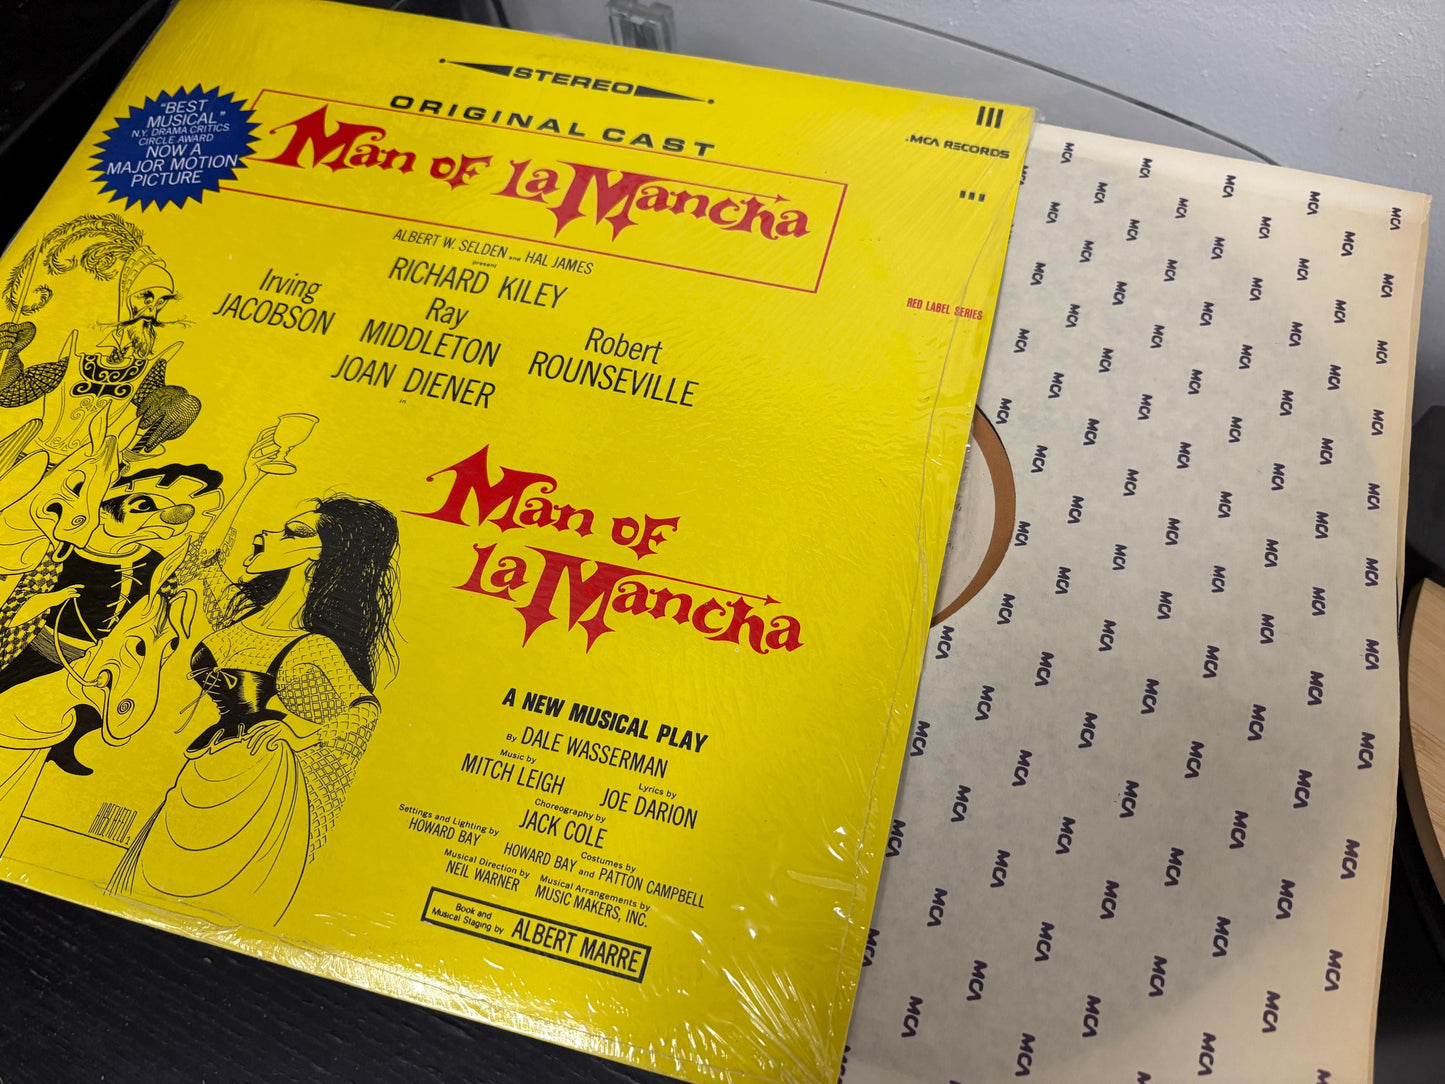 STEREO
ORIGINAL CAST
Man of La Mancha
"BEST
MUSICAL"
N.Y. DRAMA CRITICS
CIRCLE AWARD
NOW A
MAJOR MOTION
PICTURE
MCA RECORDS
RED LABEL SERIES
ALBERT W. SELDEN and HAL JAMES
present
RICHARD KILEY
Irving
JACOBSON
Ray
MIDDLETON
Robert
ROUNSEVILLE
JOAN DIENER
in
Man of
La Mancha
A NEW MUSICAL PLAY
By DALE WASSERMAN
Music by
MITCH LEIGH
Lyrics by
JOE DARION
Choreography by
JACK COLE
Settings and Lighting by
HOWARD BAY
Costumes by
HOWARD BAY and PATTON CAMPBELL
Musical Direction by
NEIL WARNER
Musical Arrangements by
MUSIC MAKERS, INC.
Book and
Musical Staging by ALBERT MARRE
HIRSCHFELD
MCA